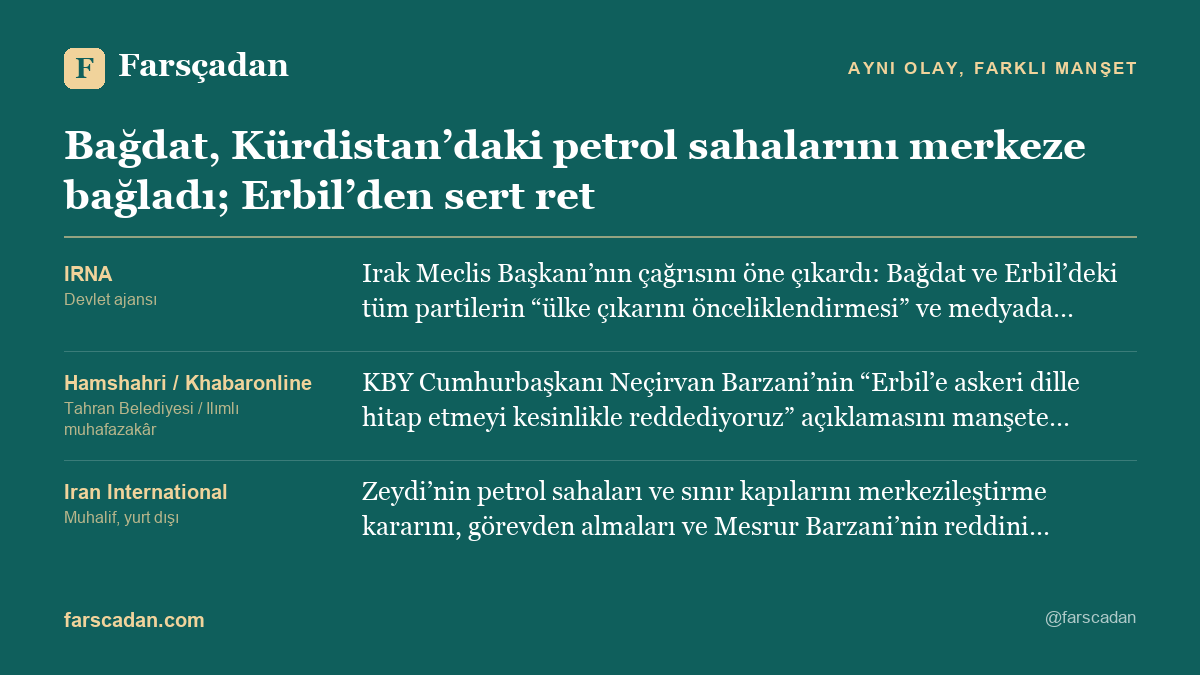 F Farsçadan
AYNI OLAY, FARKLI MANŞET
Bağdat, Kürdistan’daki petrol sahalarını merkeze
bağladı; Erbil’den sert ret
IRNA
Devlet ajansı
Irak Meclis Başkanı’nın çağrısını öne çıkardı: Bağdat ve Erbil’deki
tüm partilerin “ülke çıkarını önceliklendirmesi” ve medyada…
Hamshahri / Khabaronline
Tahran Belediyesi / Ilımlı
muhafazakâr
KBY Cumhurbaşkanı Neçirvan Barzani’nin “Erbil’e askeri dille
hitap etmeyi kesinlikle reddediyoruz” açıklamasını manşete…
Iran International
Muhalif, yurt dışı
Zeydi’nin petrol sahaları ve sınır kapılarını merkezileştirme
kararını, görevden almaları ve Mesrur Barzani’nin reddini…
farscadan.com
@farscadan